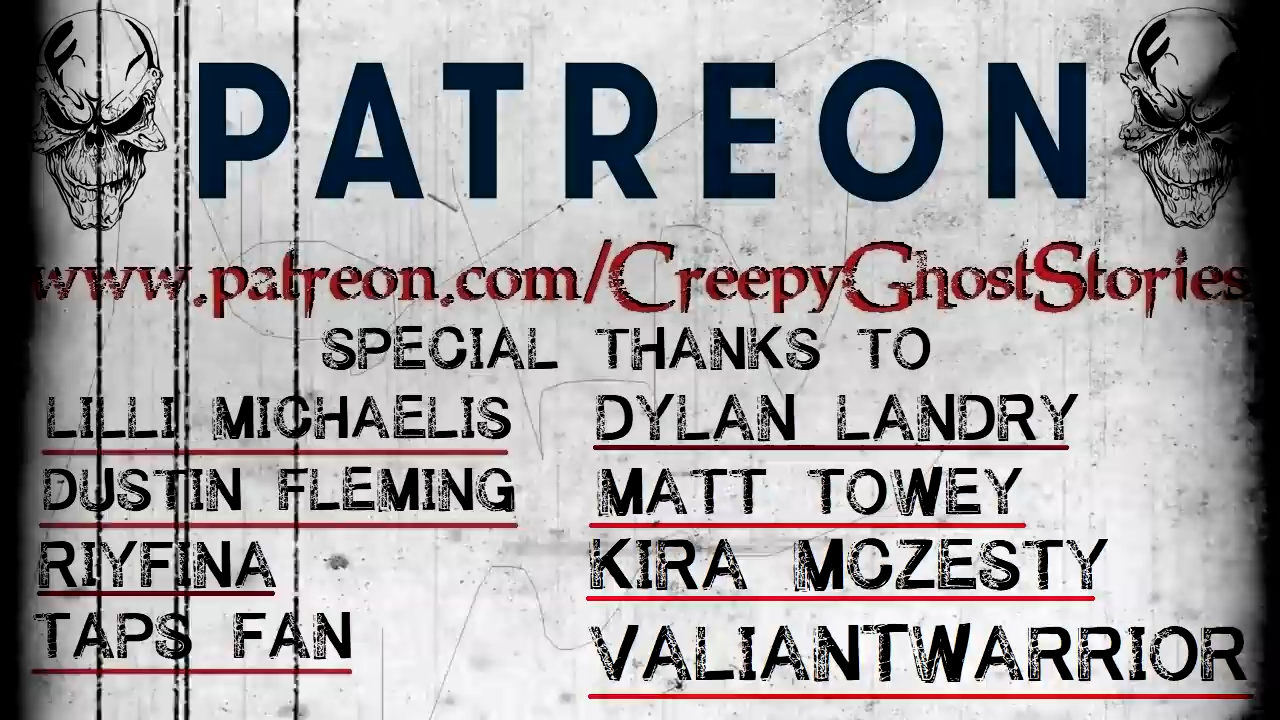 PATREON
www.patreon.com/CreepyGhostStories
SPECIAL THANKS TO
LILLI MICHAELIS DYLAN LANDRY
DUSTIN FLEMING MATT TOWEY
RIYFINA KIRA MCZESTY
TAPS FAN VALIANTWARRIOR